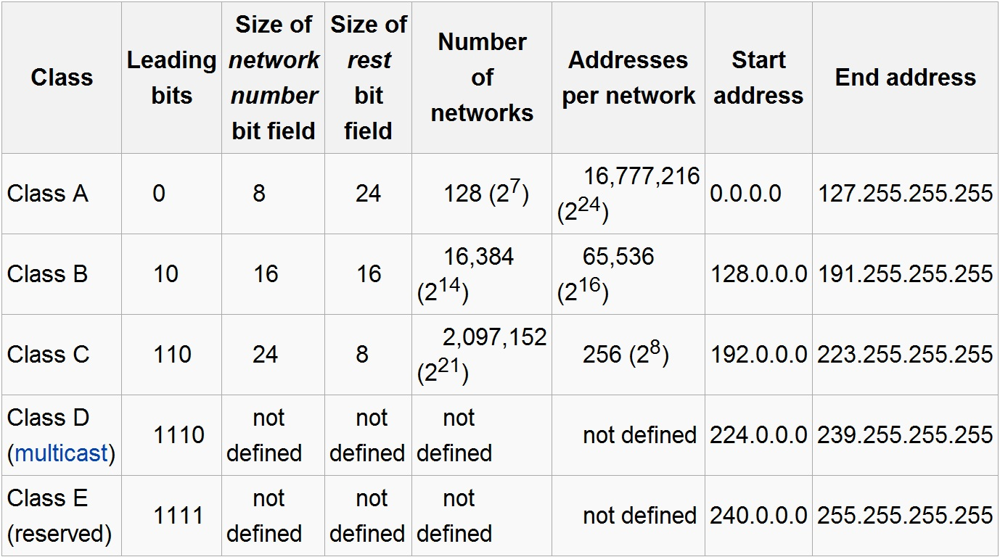 Class
Leading
bits
Size of
network
number
bit field
Size of
rest
bit
field
Number
of
networks
Addresses
per network
Start
address
End address
Class A
0
8
24
128 (2^7)
16,777,216
(2^24)
0.0.0.0
127.255.255.255
Class B
10
16
16
16,384
(2^14)
65,536
(2^16)
128.0.0.0
191.255.255.255
Class C
110
24
8
2,097,152
(2^21)
256 (2^8)
192.0.0.0
223.255.255.255
Class D
(multicast)
1110
not
defined
not
defined
not
defined
not defined
224.0.0.0
239.255.255.255
Class E
(reserved)
1111
not
defined
not
defined
not
defined
not defined
240.0.0.0
255.255.255.255